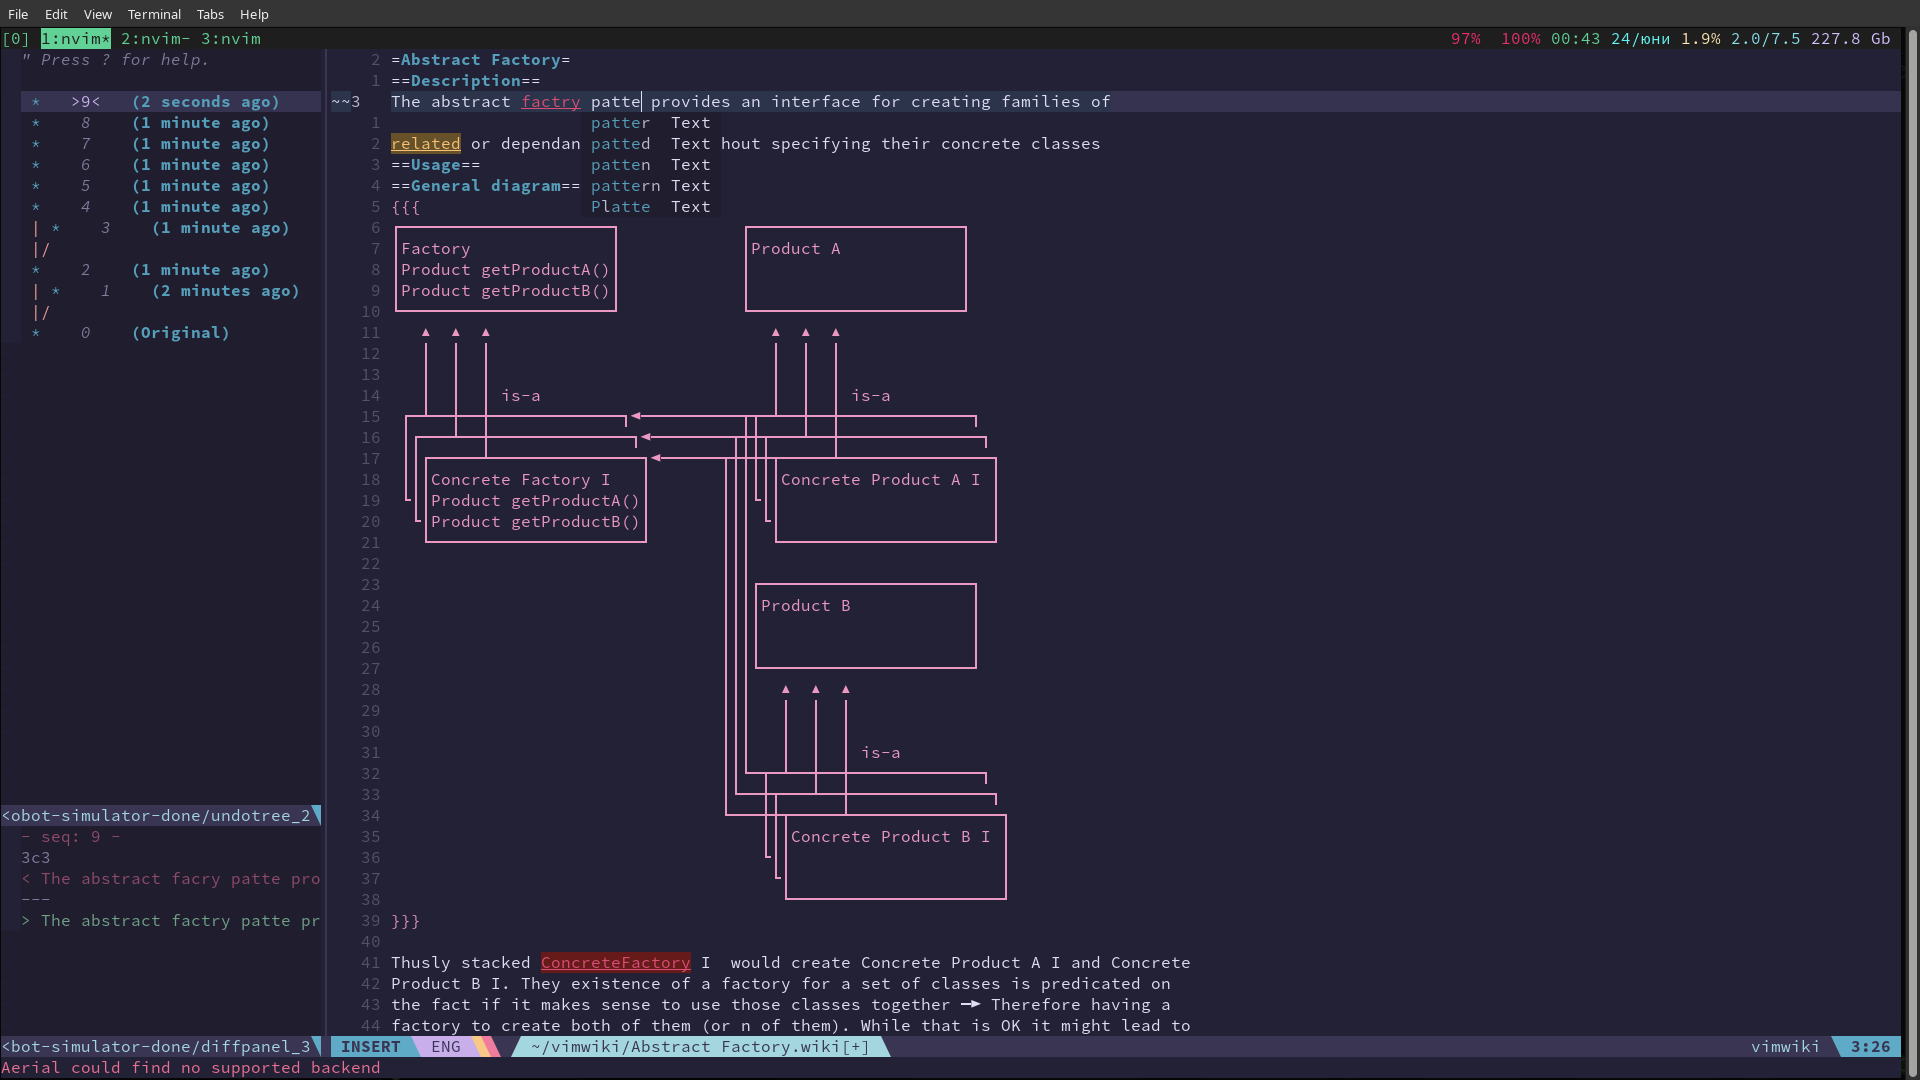 File Edit View Terminal Tabs Help
[0] 1:nvim* 2:nvim- 3:nvim 97% 100% 00:43 24/юни 1.9% 2.0/7.5 227.8 Gb
" Press ? for help.
* >9< (2 seconds ago)
* 8 (1 minute ago)
* 7 (1 minute ago)
* 6 (1 minute ago)
* 5 (1 minute ago)
* 4 (1 minute ago)
| * 3 (1 minute ago)
|/
* 2 (1 minute ago)
| * 1 (2 minutes ago)
|/
* 0 (Original)
<obot-simulator-done/undotree_2
- seq: 9 -
3c3
< The abstract facry patte pro
---
> The abstract factry patte pr
<bot-simulator-done/diffpanel_3
2 =Abstract Factory=
1 ==Description==
~~3 The abstract factry patte provides an interface for creating families of
1
2 related or dependan hout specifying their concrete classes
patter Text
patted Text
patten Text
pattern Text
Platte Text
3 ==Usage==
4 ==General diagram==
5 {{{
6
7 Factory Product A
8 Product getProductA()
9 Product getProductB()
10
11 ▲ ▲ ▲ ▲ ▲ ▲
12
13
14 is-a is-a
15 ◄
16 ◄
17 ◄
18 Concrete Factory I Concrete Product A I
19 Product getProductA()
20 Product getProductB()
21
22
23
24 Product B
25
26
27
28 ▲ ▲ ▲
29
30
31 is-a
32
33
34
35 Concrete Product B I
36
37
38
39 }}}
40
41 Thusly stacked ConcreteFactory I  would create Concrete Product A I and Concrete
42 Product B I. They existence of a factory for a set of classes is predicated on
43 the fact if it makes sense to use those classes together —► Therefore having a
44 factory to create both of them (or n of them). While that is OK it might lead to
INSERT ENG ~/vimwiki/Abstract Factory.wiki[+] vimwiki 3:26
Aerial could find no supported backend